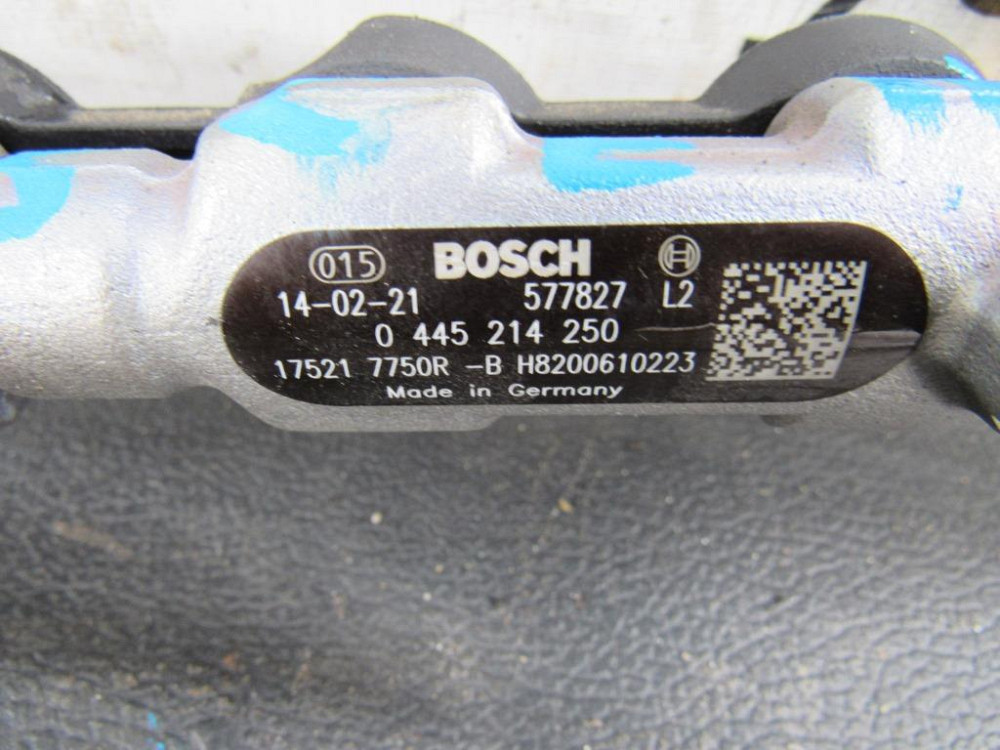 015 BOSCH
14-02-21 577827 L2
0 445 214 250
17521 7750R -B H8200610223
Made in Germany